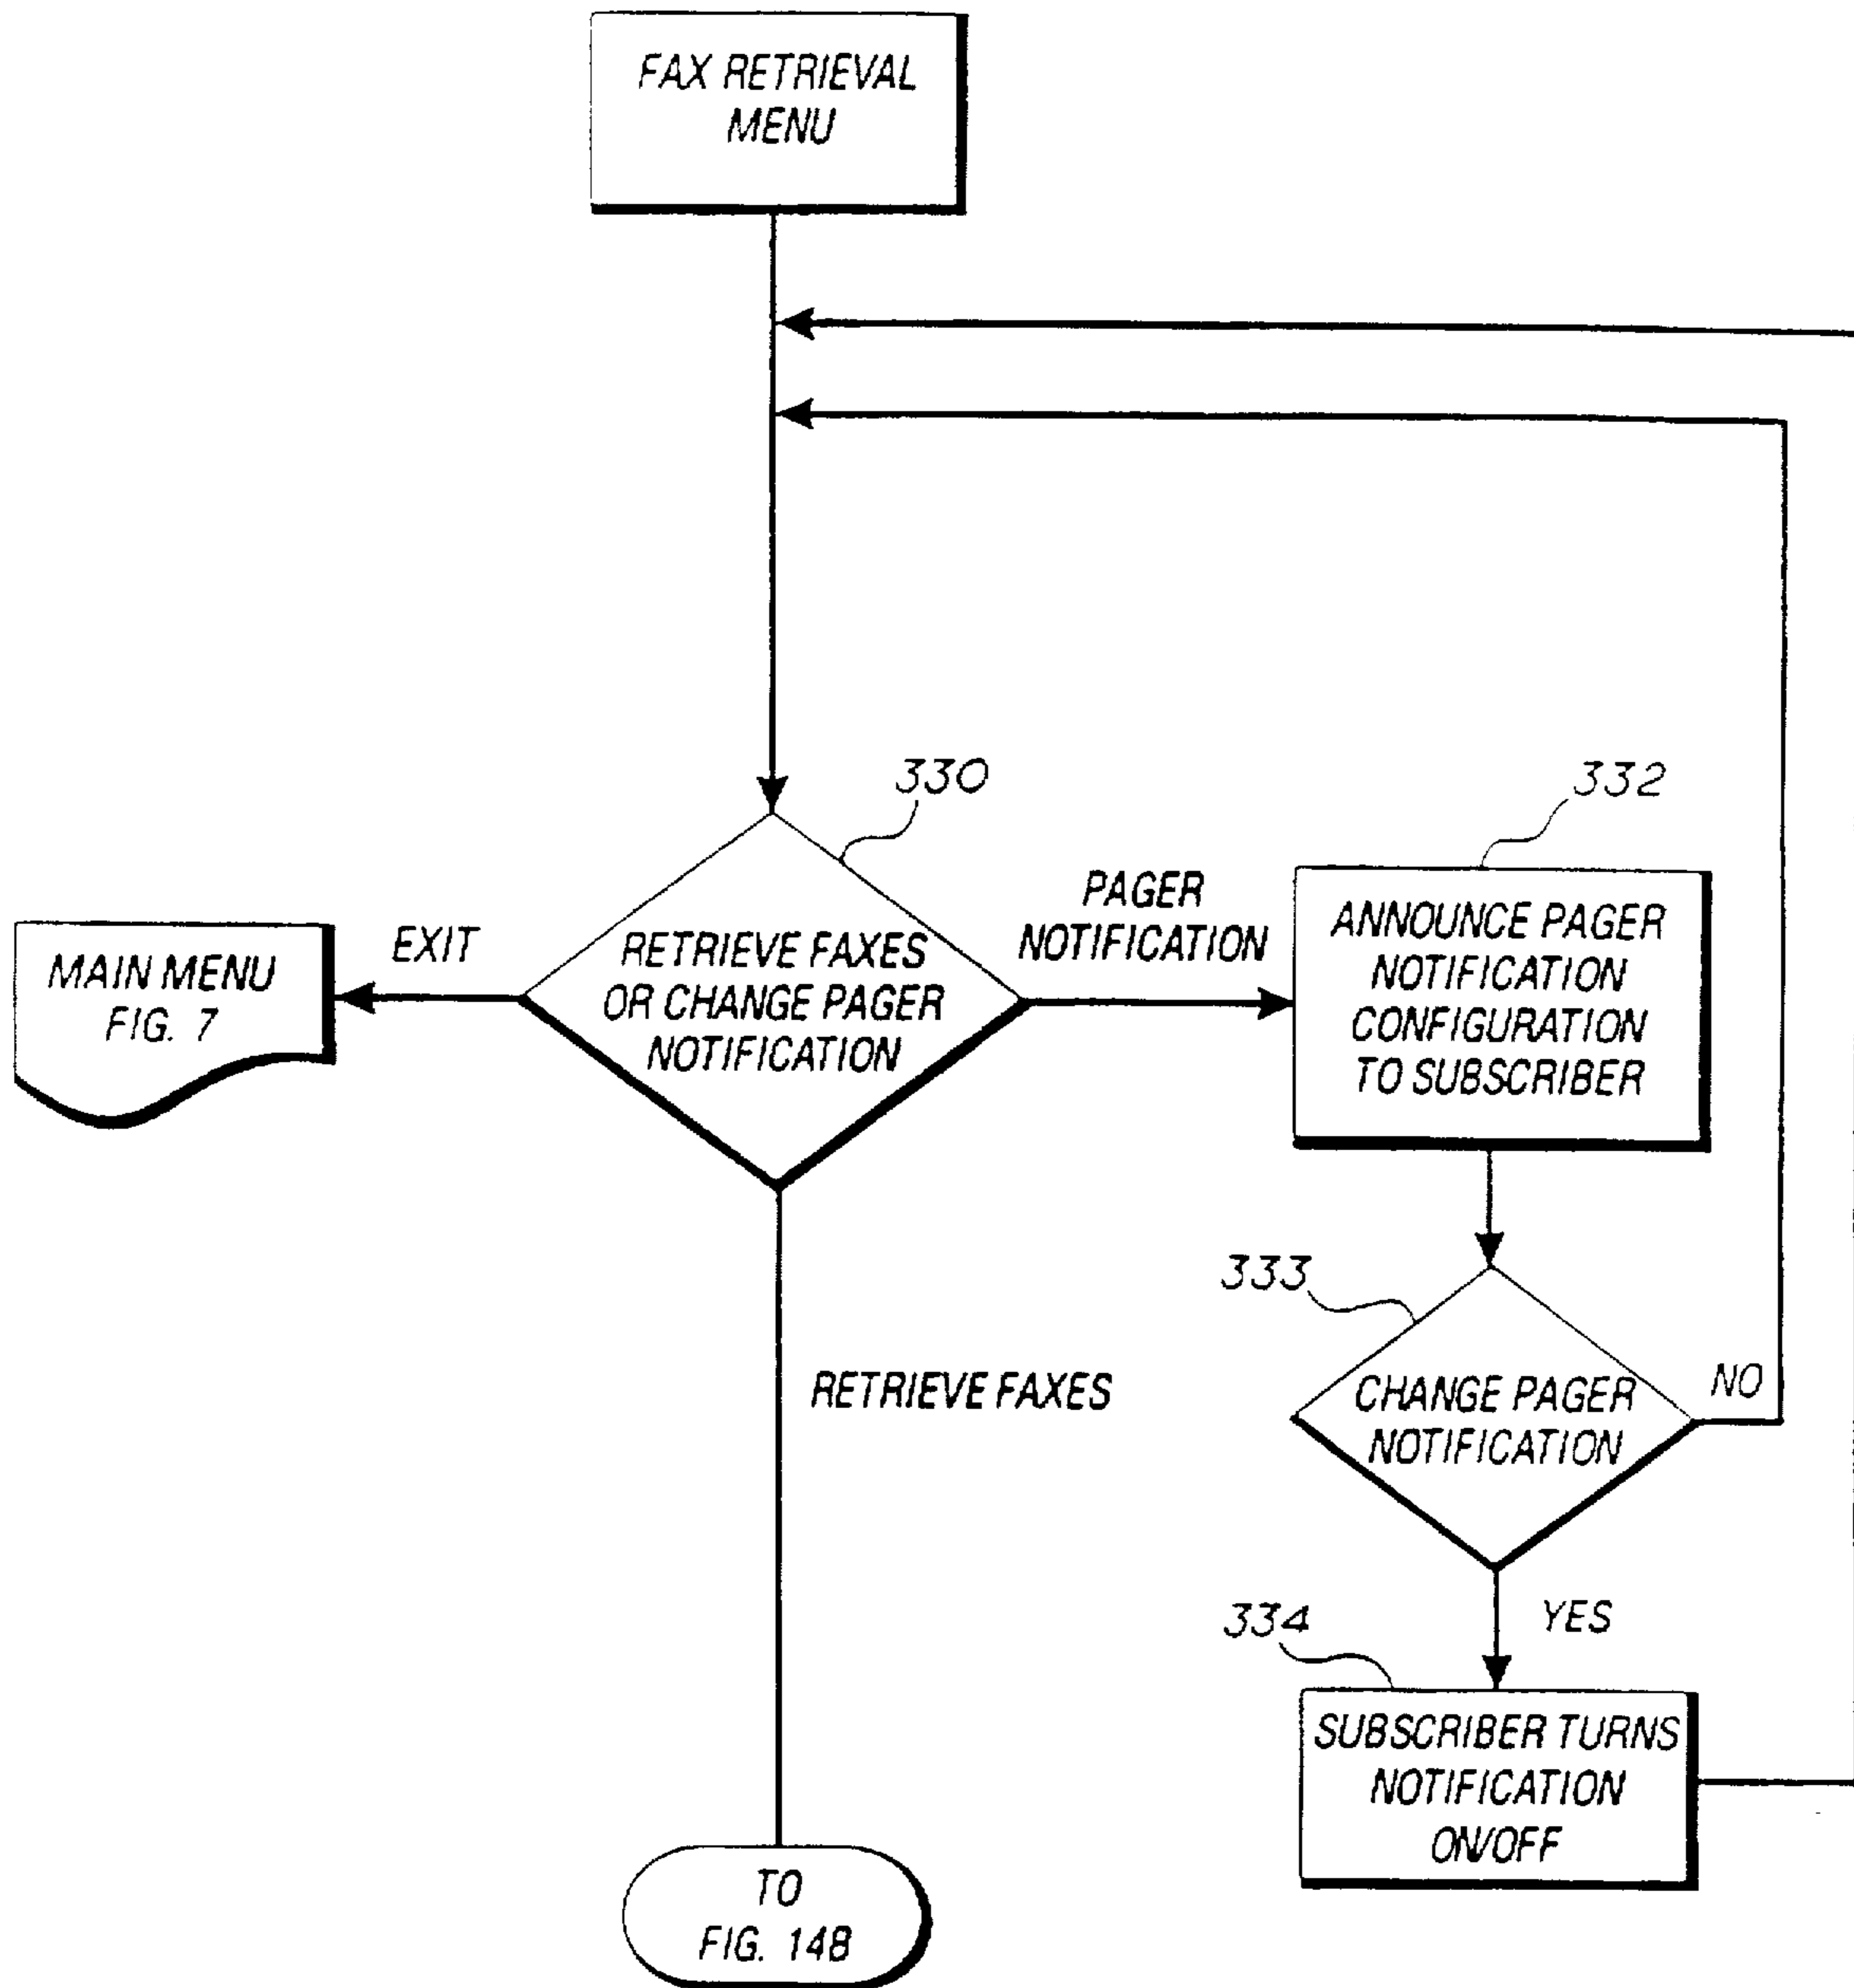 FAX RETRIEVAL
MENU
330
332
PAGER
NOTIFICATION
EXIT
MAIN MENU
FIG. 7
RETRIEVE FAXES
OR CHANGE PAGER
NOTIFICATION
ANNOUNCE PAGER
NOTIFICATION
CONFIGURATION
TO SUBSCRIBER
333
RETRIEVE FAXES
CHANGE PAGER
NOTIFICATION
NO
YES
334
SUBSCRIBER TURNS
NOTIFICATION
ON/OFF
TO
FIG. 14B